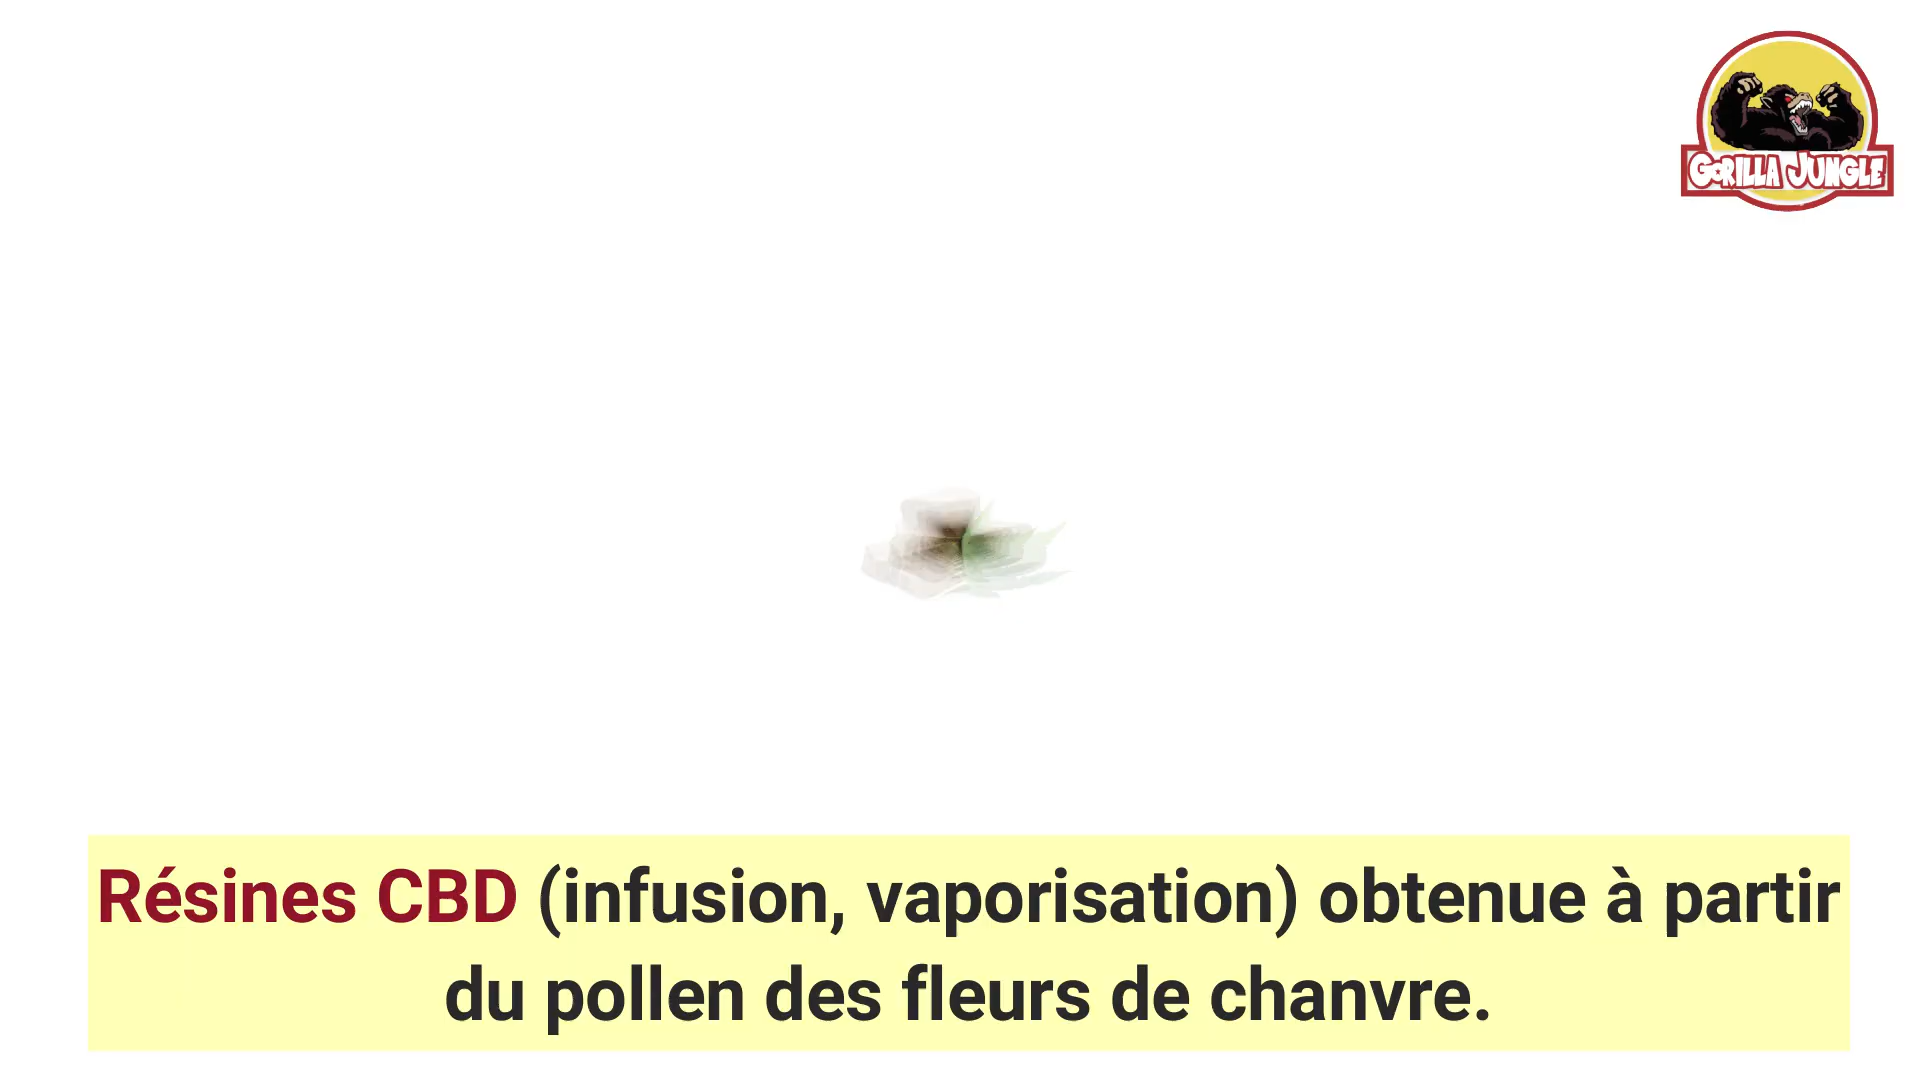 GORILLA JUNGLE
Résines CBD (infusion, vaporisation) obtenue à partir
du pollen des fleurs de chanvre.